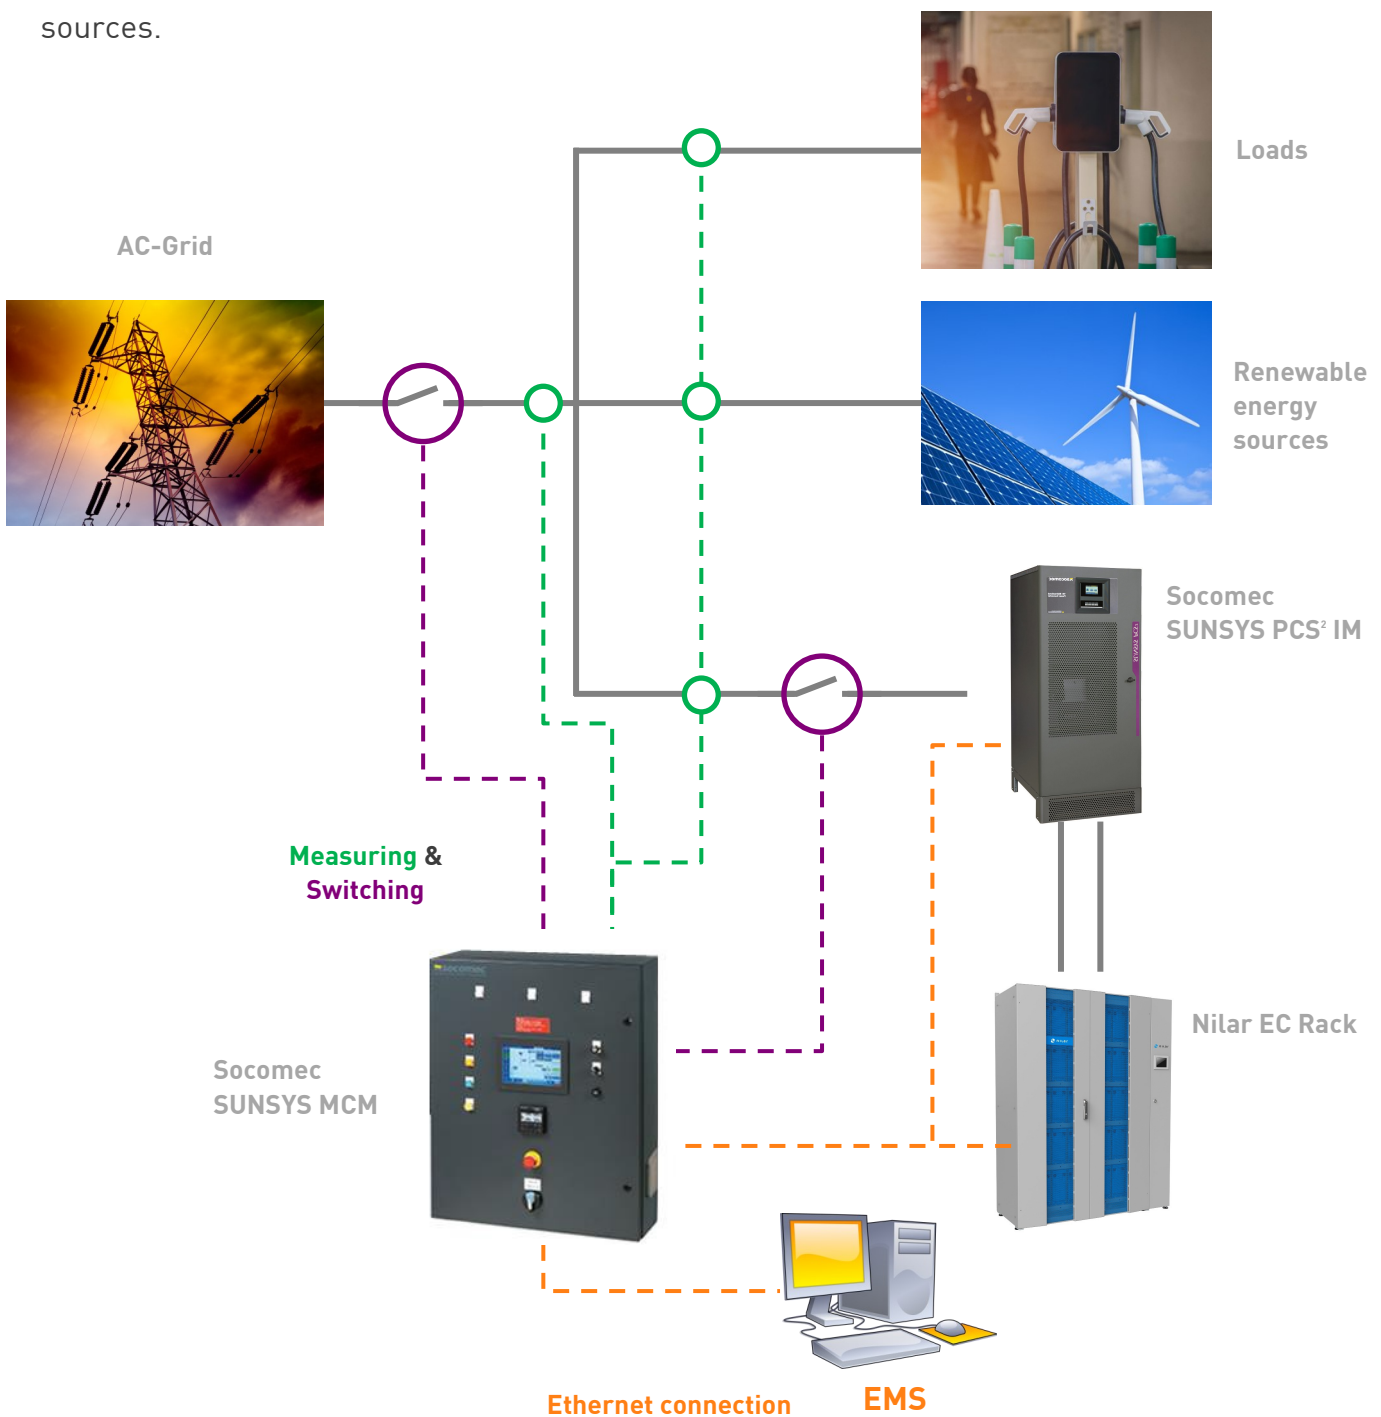 sources.
Loads
AC-Grid
Renewable
energy
sources
Socomec
SUNSYS PCS² IM
Measuring &
Switching
socomec
Nilar EC Rack
Socomec
SUNSYS MCM
EMS
Ethernet connection